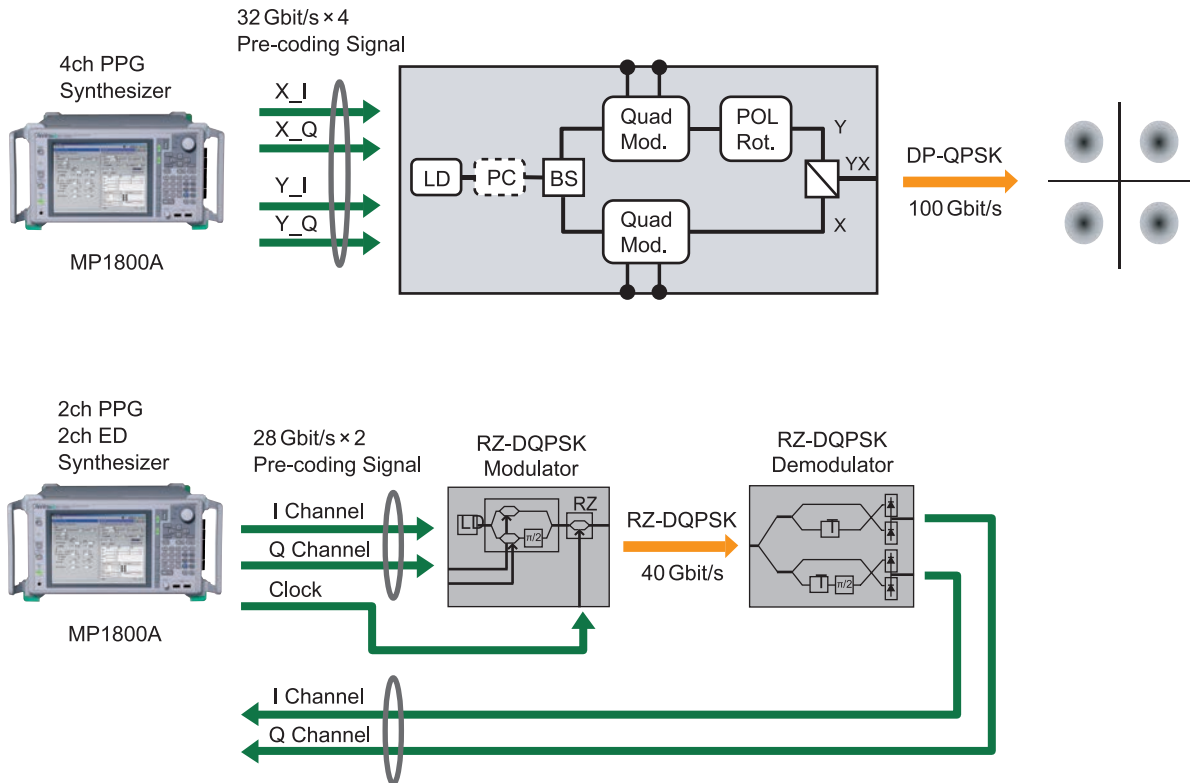 32 Gbit/s × 4
Pre-coding Signal
4ch PPG
Synthesizer
X_I
X_Q
Y_I
Y_Q
MP1800A
LD
PC
BS
Quad
Mod.
POL
Rot.
Y
YX
X
Quad
Mod.
DP-QPSK
100 Gbit/s
2ch PPG
2ch ED
Synthesizer
28 Gbit/s × 2
Pre-coding Signal
I Channel
Q Channel
Clock
MP1800A
RZ-DQPSK
Modulator
LD
π/2
RZ
RZ-DQPSK
40 Gbit/s
RZ-DQPSK
Demodulator
T
T
π/2
I Channel
Q Channel